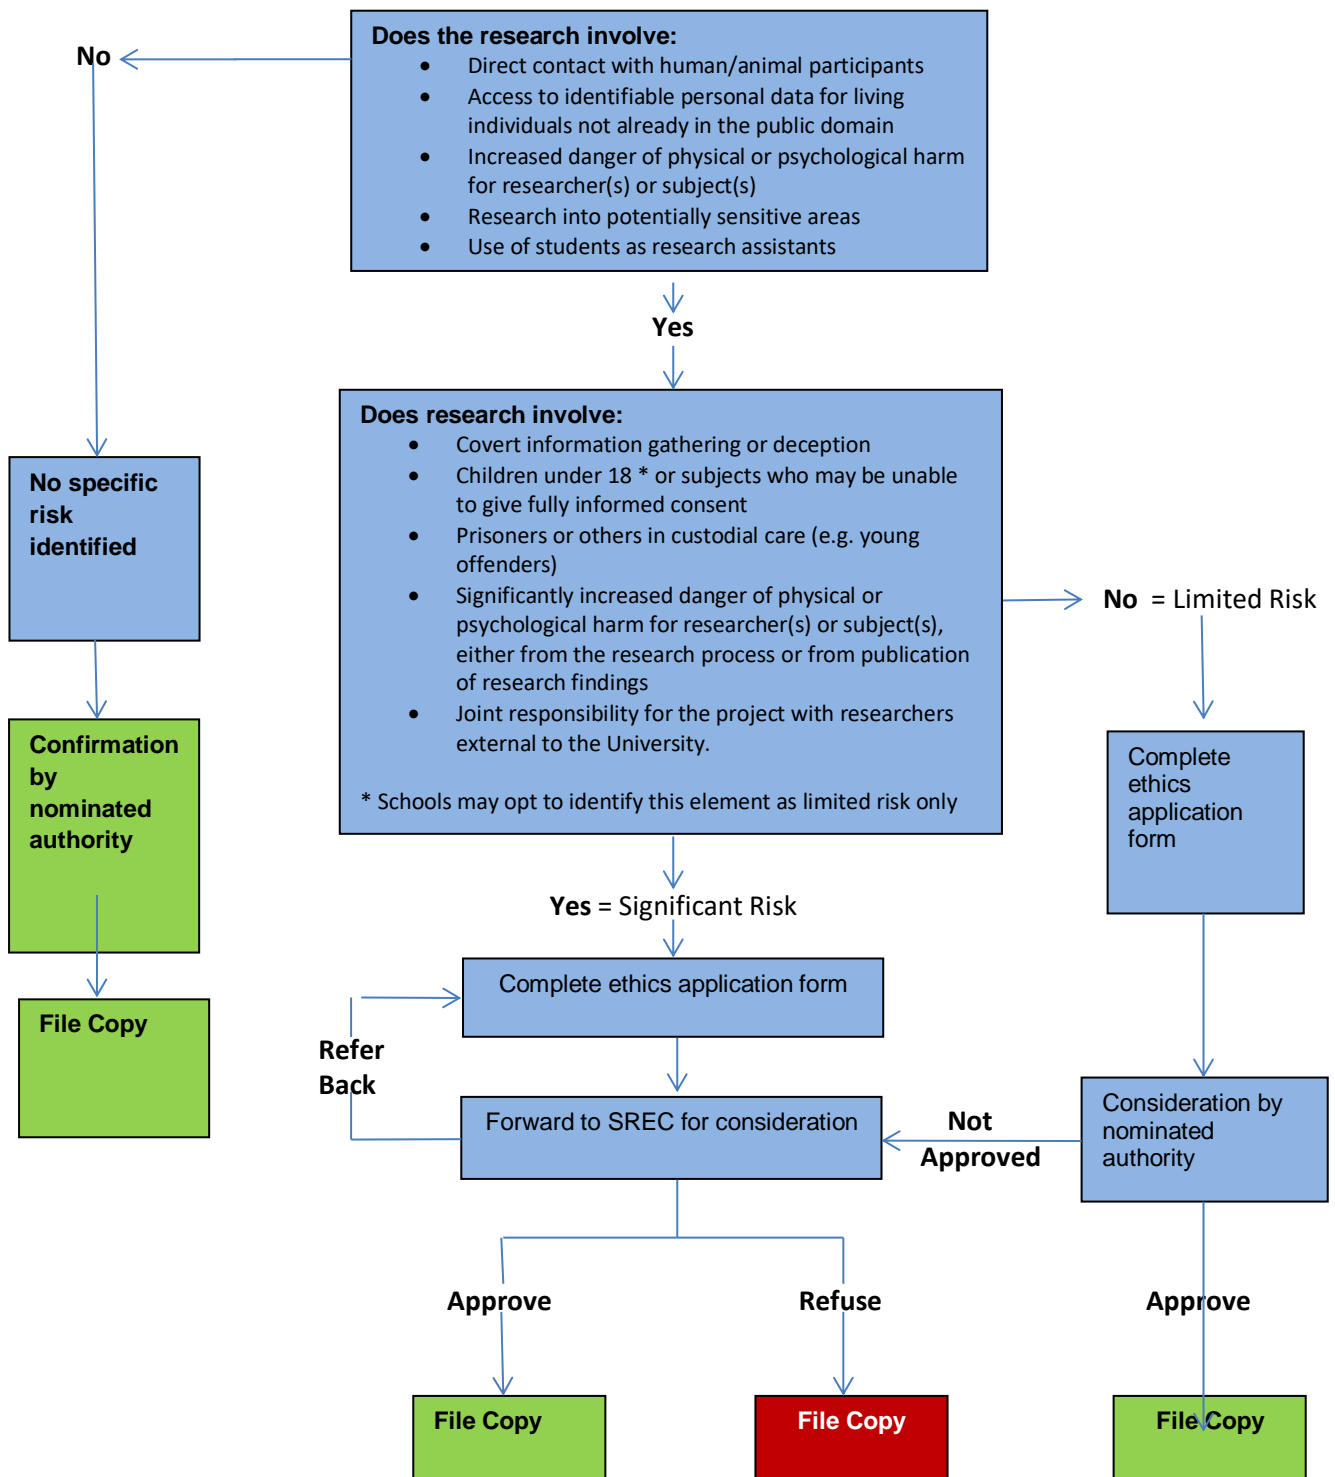 No
Does the research involve:
• Direct contact with human/animal participants
• Access to identifiable personal data for living
individuals not already in the public domain
• Increased danger of physical or psychological harm
for researcher(s) or subject(s)
• Research into potentially sensitive areas
• Use of students as research assistants
Yes
Does research involve:
• Covert information gathering or deception
• Children under 18 * or subjects who may be unable
to give fully informed consent
• Prisoners or others in custodial care (e.g. young
offenders)
• Significantly increased danger of physical or
psychological harm for researcher(s) or subject(s),
either from the research process or from publication
of research findings
• Joint responsibility for the project with researchers
external to the University.
* Schools may opt to identify this element as limited risk only
No specific
risk
identified
Confirmation
by
nominated
authority
File Copy
No = Limited Risk
Complete
ethics
application
form
Yes = Significant Risk
Complete ethics application form
Refer
Back
Forward to SREC for consideration
Not
Approved
Consideration by
nominated
authority
Approve
Refuse
Approve
File Copy
File Copy
File Copy